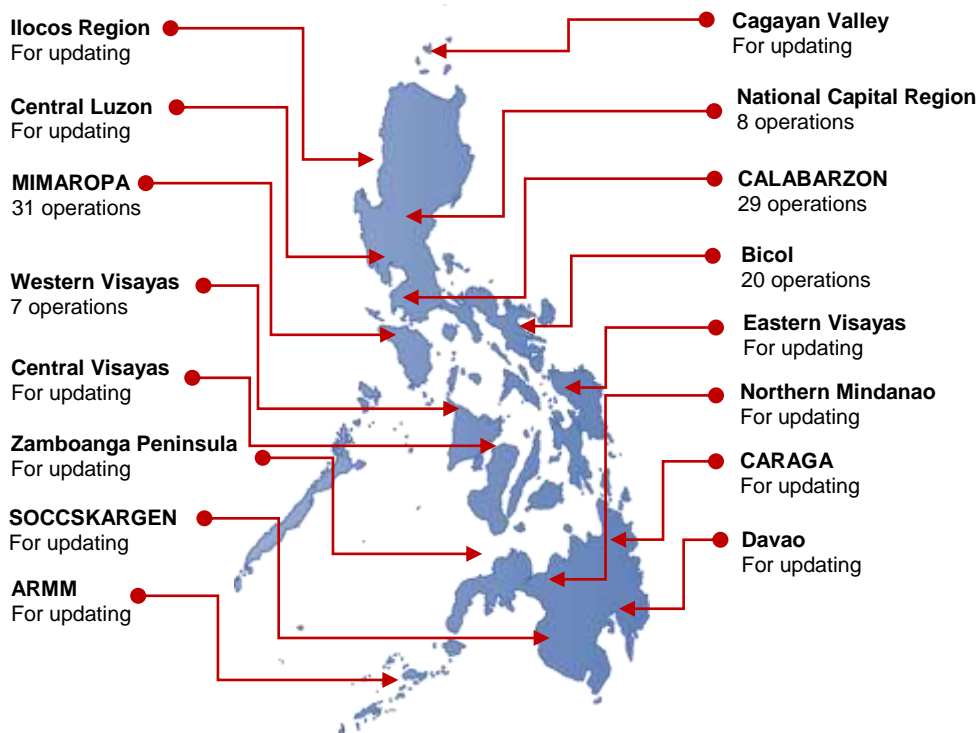 Ilocos Region
For updating
Central Luzon
For updating
MIMAROPA
31 operations
Western Visayas
7 operations
Central Visayas
For updating
Zamboanga Peninsula
For updating
SOCCSKARGEN
For updating
ARMM
For updating
Cagayan Valley
For updating
National Capital Region
8 operations
CALABARZON
29 operations
Bicol
20 operations
Eastern Visayas
For updating
Northern Mindanao
For updating
CARAGA
For updating
Davao
For updating